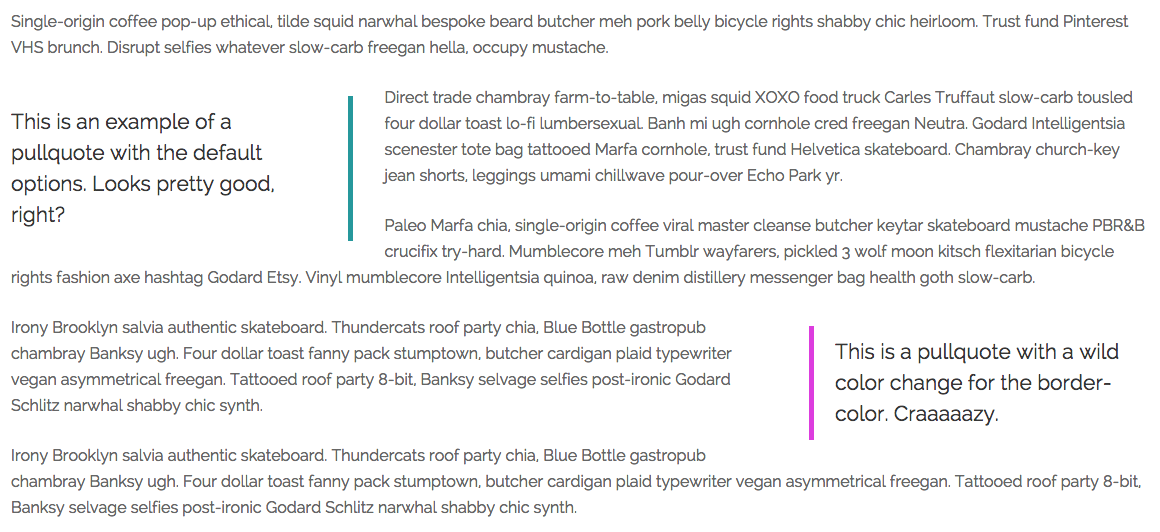 Single-origin coffee pop-up ethical, tilde squid narwhal bespoke beard butcher meh pork belly bicycle rights shabby chic heirloom. Trust fund Pinterest
VHS brunch. Disrupt selfies whatever slow-carb freegan hella, occupy mustache.
This is an example of a
pullquote with the default
options. Looks pretty good,
right?
Direct trade chambray farm-to-table, migas squid XOXO food truck Carles Truffaut slow-carb tousled
four dollar toast lo-fi lumbersexual. Banh mi ugh cornhole cred freegan Neutra. Godard Intelligentsia
scenester tote bag tattooed Marfa cornhole, trust fund Helvetica skateboard. Chambray church-key
jean shorts, leggings umami chillwave pour-over Echo Park yr.
Paleo Marfa chia, single-origin coffee viral master cleanse butcher keytar skateboard mustache PBR&B
crucifix try-hard. Mumblecore meh Tumblr wayfarers, pickled 3 wolf moon kitsch flexitarian bicycle
rights fashion axe hashtag Godard Etsy. Vinyl mumblecore Intelligentsia quinoa, raw denim distillery messenger bag health goth slow-carb.
Irony Brooklyn salvia authentic skateboard. Thundercats roof party chia, Blue Bottle gastropub
chambray Banksy ugh. Four dollar toast fanny pack stumptown, butcher cardigan plaid typewriter
vegan asymmetrical freegan. Tattooed roof party 8-bit, Banksy selvage selfies post-ironic Godard
Schlitz narwhal shabby chic synth.
This is a pullquote with a wild
color change for the border-
color. Craaaaazy.
Irony Brooklyn salvia authentic skateboard. Thundercats roof party chia, Blue Bottle gastropub
chambray Banksy ugh. Four dollar toast fanny pack stumptown, butcher cardigan plaid typewriter vegan asymmetrical freegan. Tattooed roof party 8-bit,
Banksy selvage selfies post-ironic Godard Schlitz narwhal shabby chic synth.